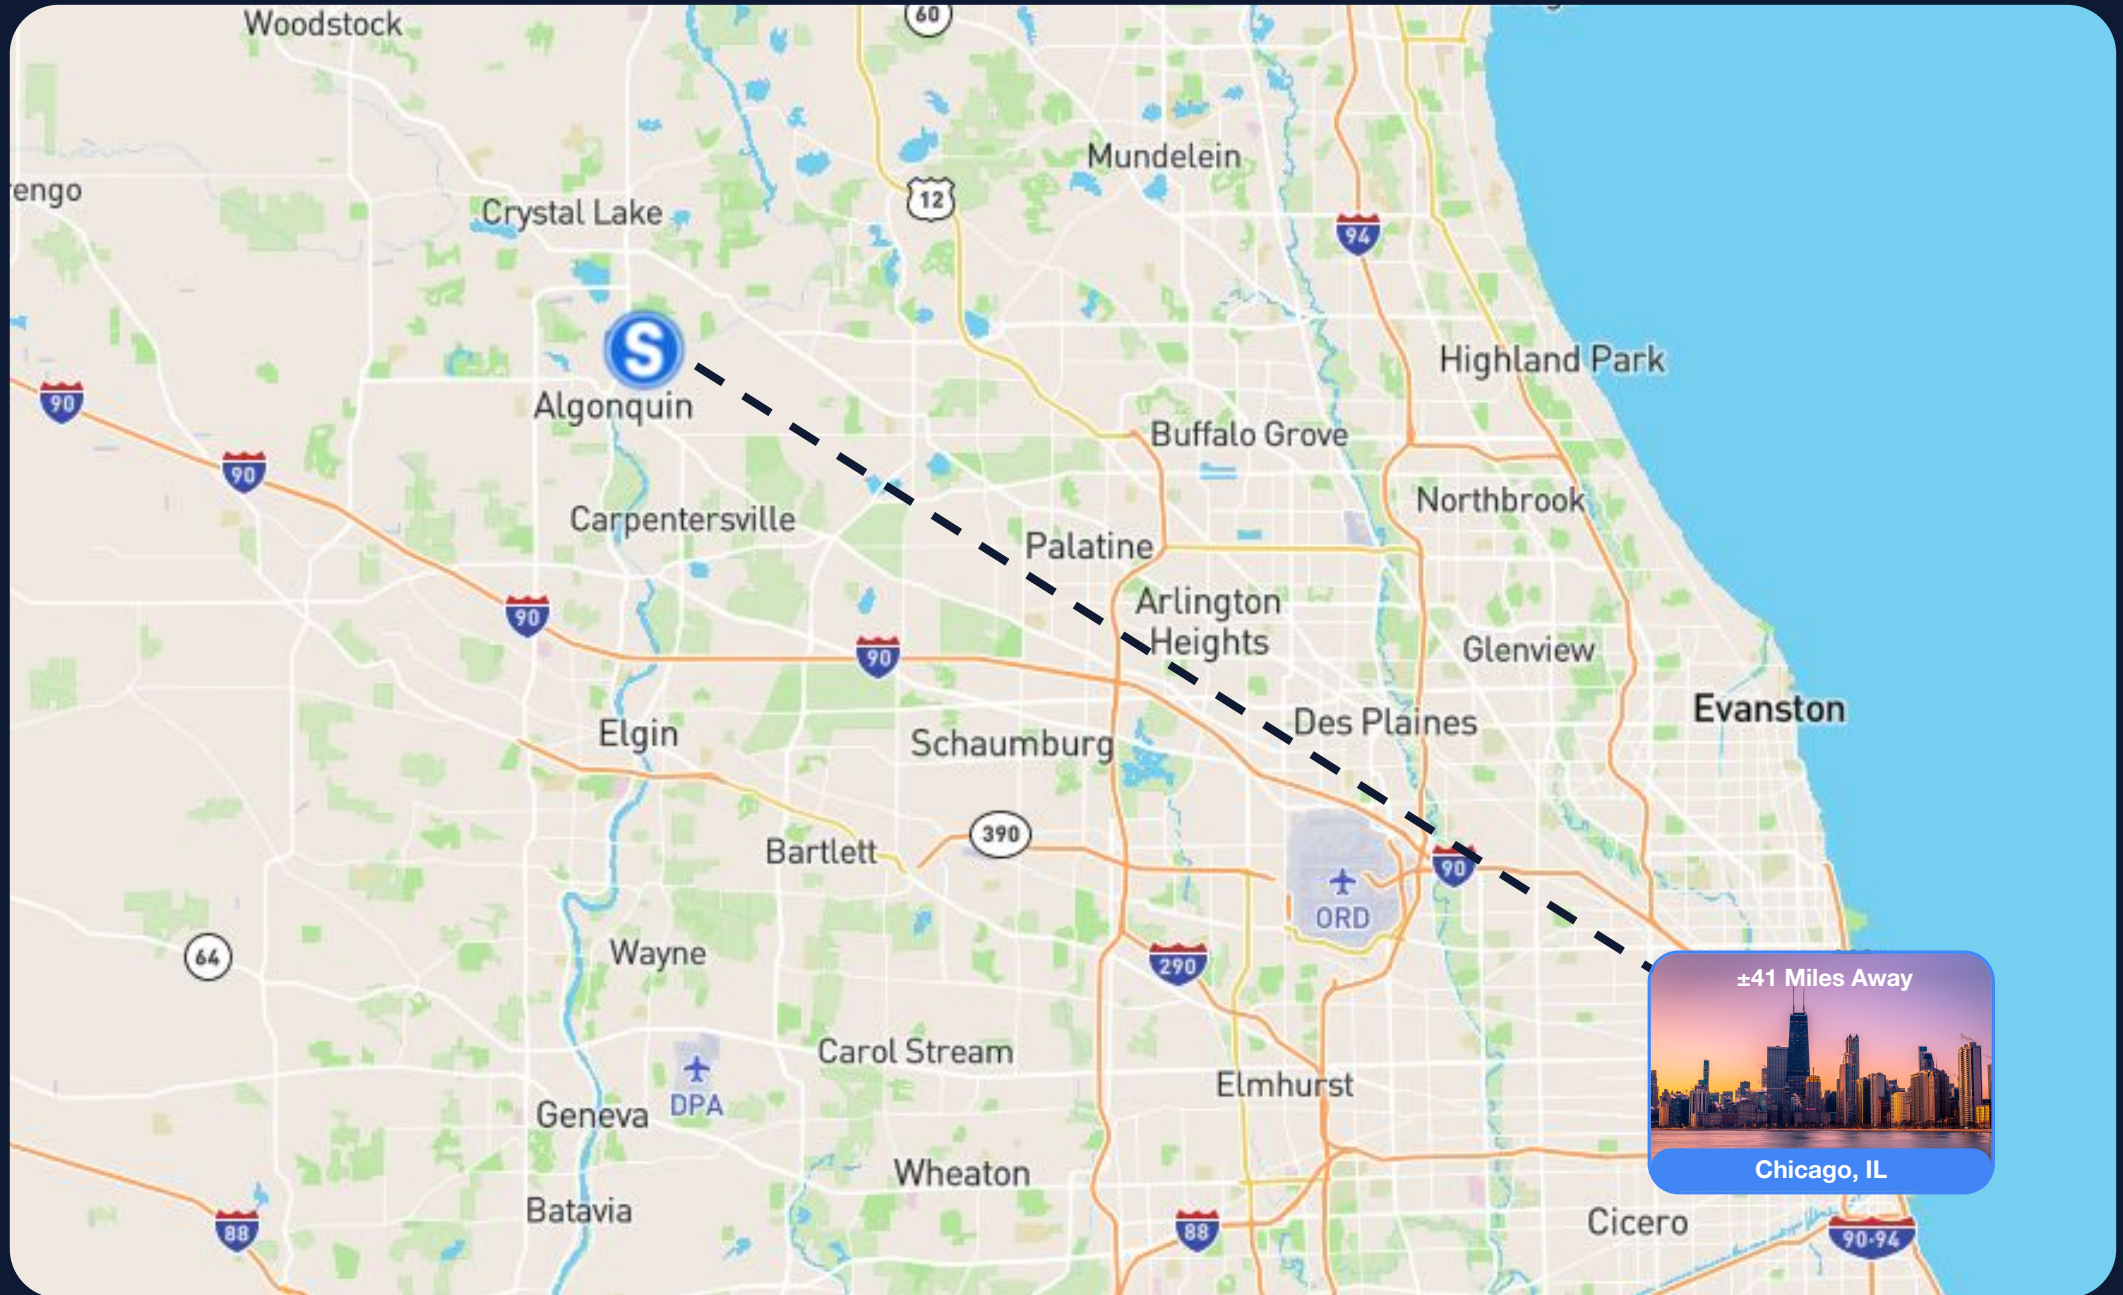 Woodstock
60
Mundelein
rengo
12
Crystal Lake
94
S
Highland Park
90
Algonquin
Buffalo Grove
90
Northbrook
Carpentersville
Palatine
Arlington
Heights
90
90
Glenview
Evanston
Des Plaines
Elgin
Schaumburg
390
Bartlett
90
ORD
64
Wayne
290
±41 Miles Away
Carol Stream
Elmhurst
DPA
Geneva
Wheaton
Chicago, IL
Batavia
Cicero
88
88
90-94